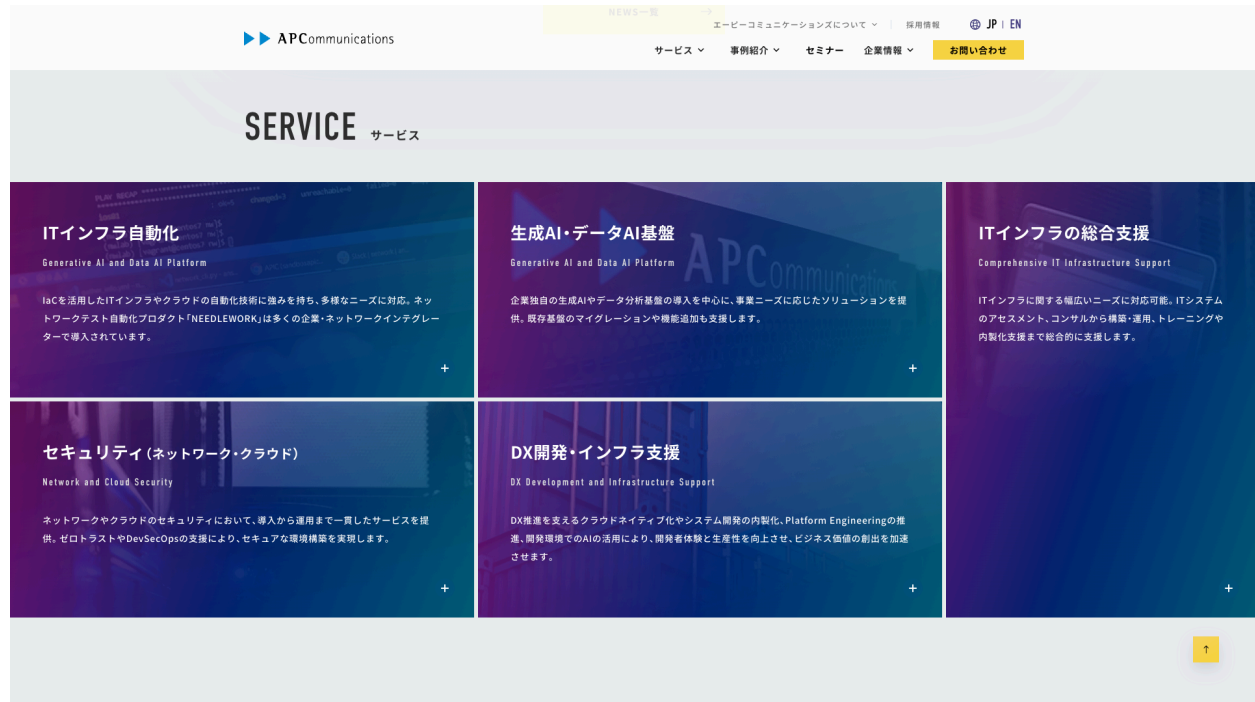 NEWS一覧
エーピーコミュニケーションズについて 採用情報 JP | EN
APCommunications
サービス 事例紹介 セミナー 企業情報 お問い合わせ
SERVICE サービス
ITインフラ自動化
Generative AI and Data AI Platform
IaCを活用したITインフラやクラウドの自動化技術に強みを持ち、多様なニーズに対応。ネッ
トワークテスト自動化プロダクト「NEEDLEWORK」は多くの企業・ネットワークインテグレー
ターで導入されています。
+
生成AI・データAI基盤
Generative AI and Data AI Platform
APCommunications
企業独自の生成AIやデータ分析基盤の導入を中心に、事業ニーズに応じたソリューションを提
供。既存基盤のマイグレーションや機能追加も支援します。
+
ITインフラの総合支援
Comprehensive IT Infrastructure Support
ITインフラに関する幅広いニーズに対応可能。ITシステム
のアセスメント、コンサルから構築・運用、トレーニングや
内製化支援まで総合的に支援します。
+
セキュリティ（ネットワーク・クラウド）
Network and Cloud Security
ネットワークやクラウドのセキュリティにおいて、導入から運用まで一貫したサービスを提
供。ゼロトラストやDevSecOpsの支援により、セキュアな環境構築を実現します。
+
DX開発・インフラ支援
DX Development and Infrastructure Support
DX推進を支えるクラウドネイティブ化やシステム開発の内製化、Platform Engineeringの推
進、開発環境でのAIの活用により、開発者体験と生産性を向上させ、ビジネス価値の創出を加速
させます。
+